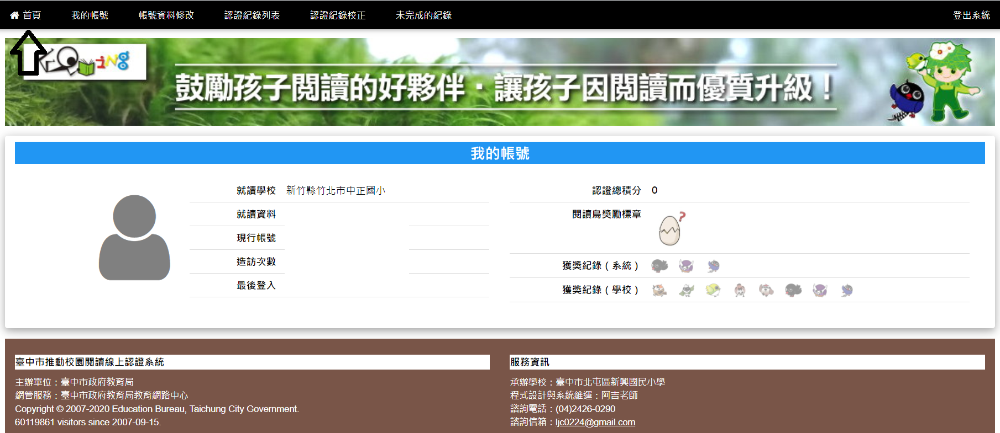 首頁 我的帳號 帳號資料修改 認證紀錄列表 認證紀錄校正 未完成的紀錄 登出系統
鼓勵孩子閱讀的好夥伴．讓孩子因閱讀而優質升級！
我的帳號
就讀學校 新竹縣竹北市中正國小
就讀資料
現行帳號
造訪次數
最後登入
認證總積分 0
閱讀鳥獎勵標章
?
獲獎紀錄 ( 系統 )
獲獎紀錄 ( 學校 )
臺中市推動校園閱讀線上認證系統
主辦單位：臺中市政府教育局
網管服務：臺中市政府教育局教育網路中心
Copyright © 2007-2020 Education Bureau, Taichung City Government.
60119861 visitors since 2007-09-15.
服務資訊
承辦學校：臺中市北屯區新興國民小學
程式設計與系統維運：阿吉老師
諮詢電話：(04)2426-0290
諮詢信箱：ljc0224@gmail.com